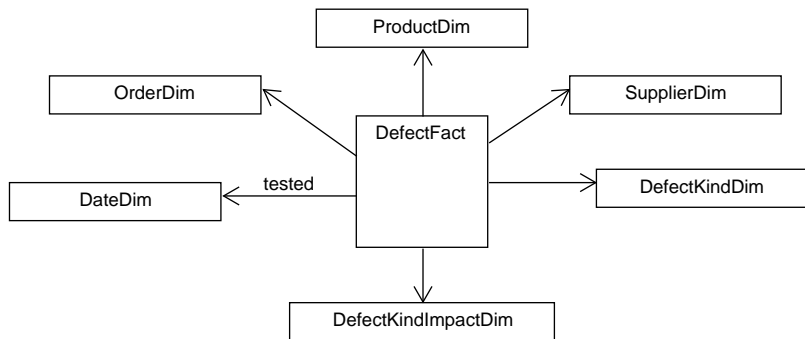 ProductDim
OrderDim
SupplierDim
DefectFact
tested
DateDim
DefectKindDim
DefectKindImpactDim